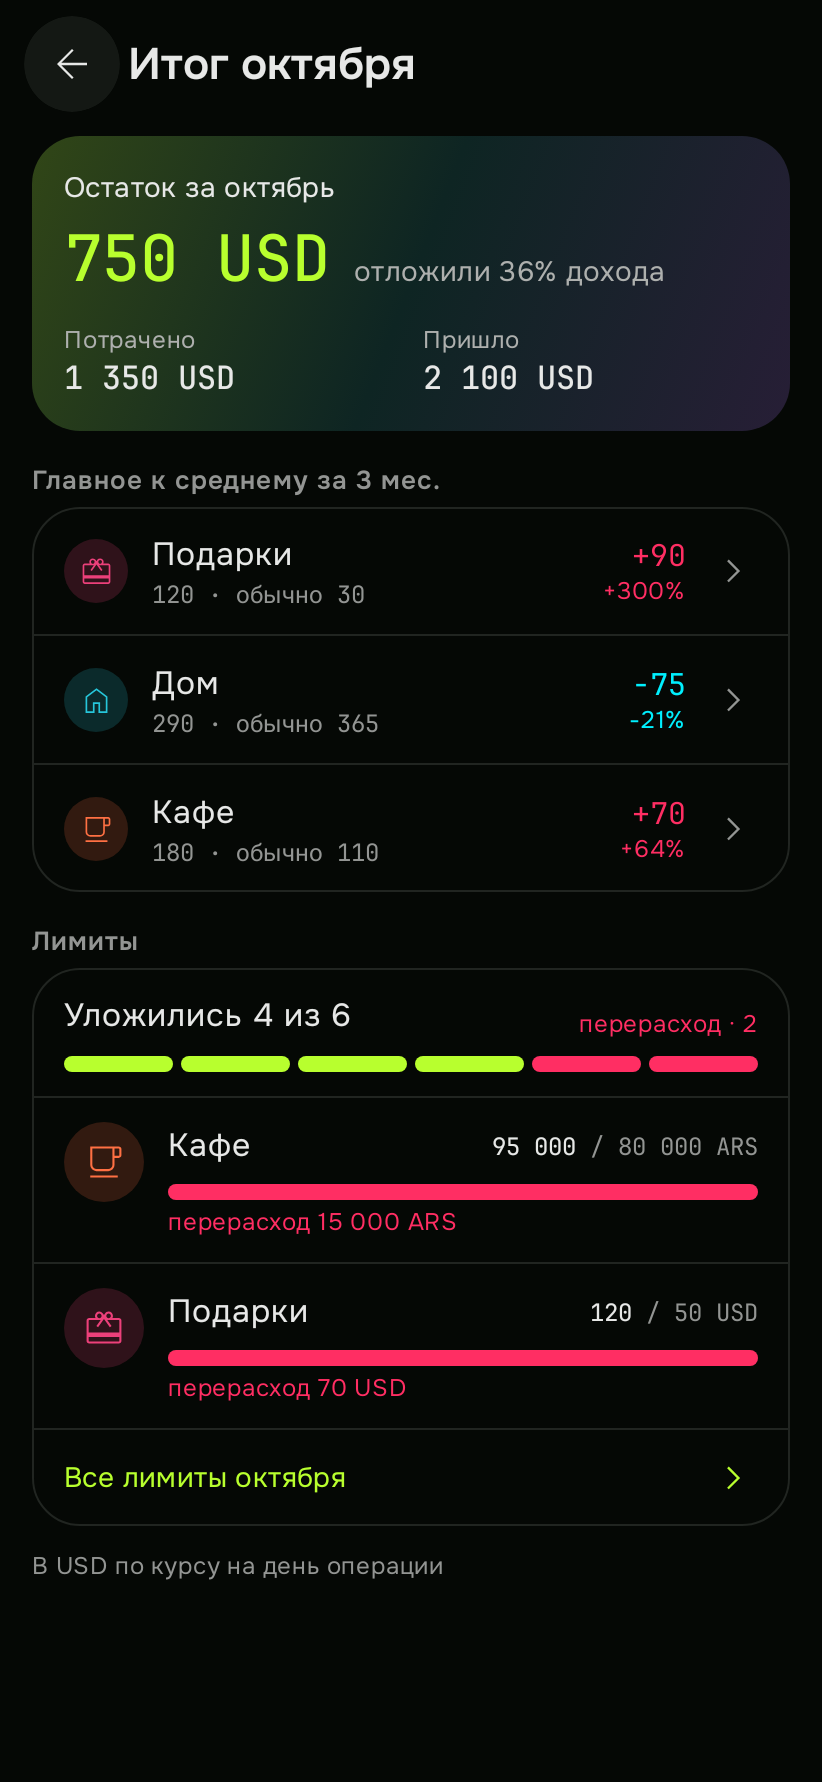 Итог октября
Остаток за октябрь
750 USD отложили 36% дохода
Потрачено Пришло
1 350 USD 2 100 USD
Главное к среднему за 3 мес.
Подарки +90
120 · обычно 30 +300%
Дом -75
290 · обычно 365 -21%
Кафе +70
180 · обычно 110 +64%
Лимиты
Уложились 4 из 6 перерасход · 2
Кафе 95 000 / 80 000 ARS
перерасход 15 000 ARS
Подарки 120 / 50 USD
перерасход 70 USD
Все лимиты октября
В USD по курсу на день операции